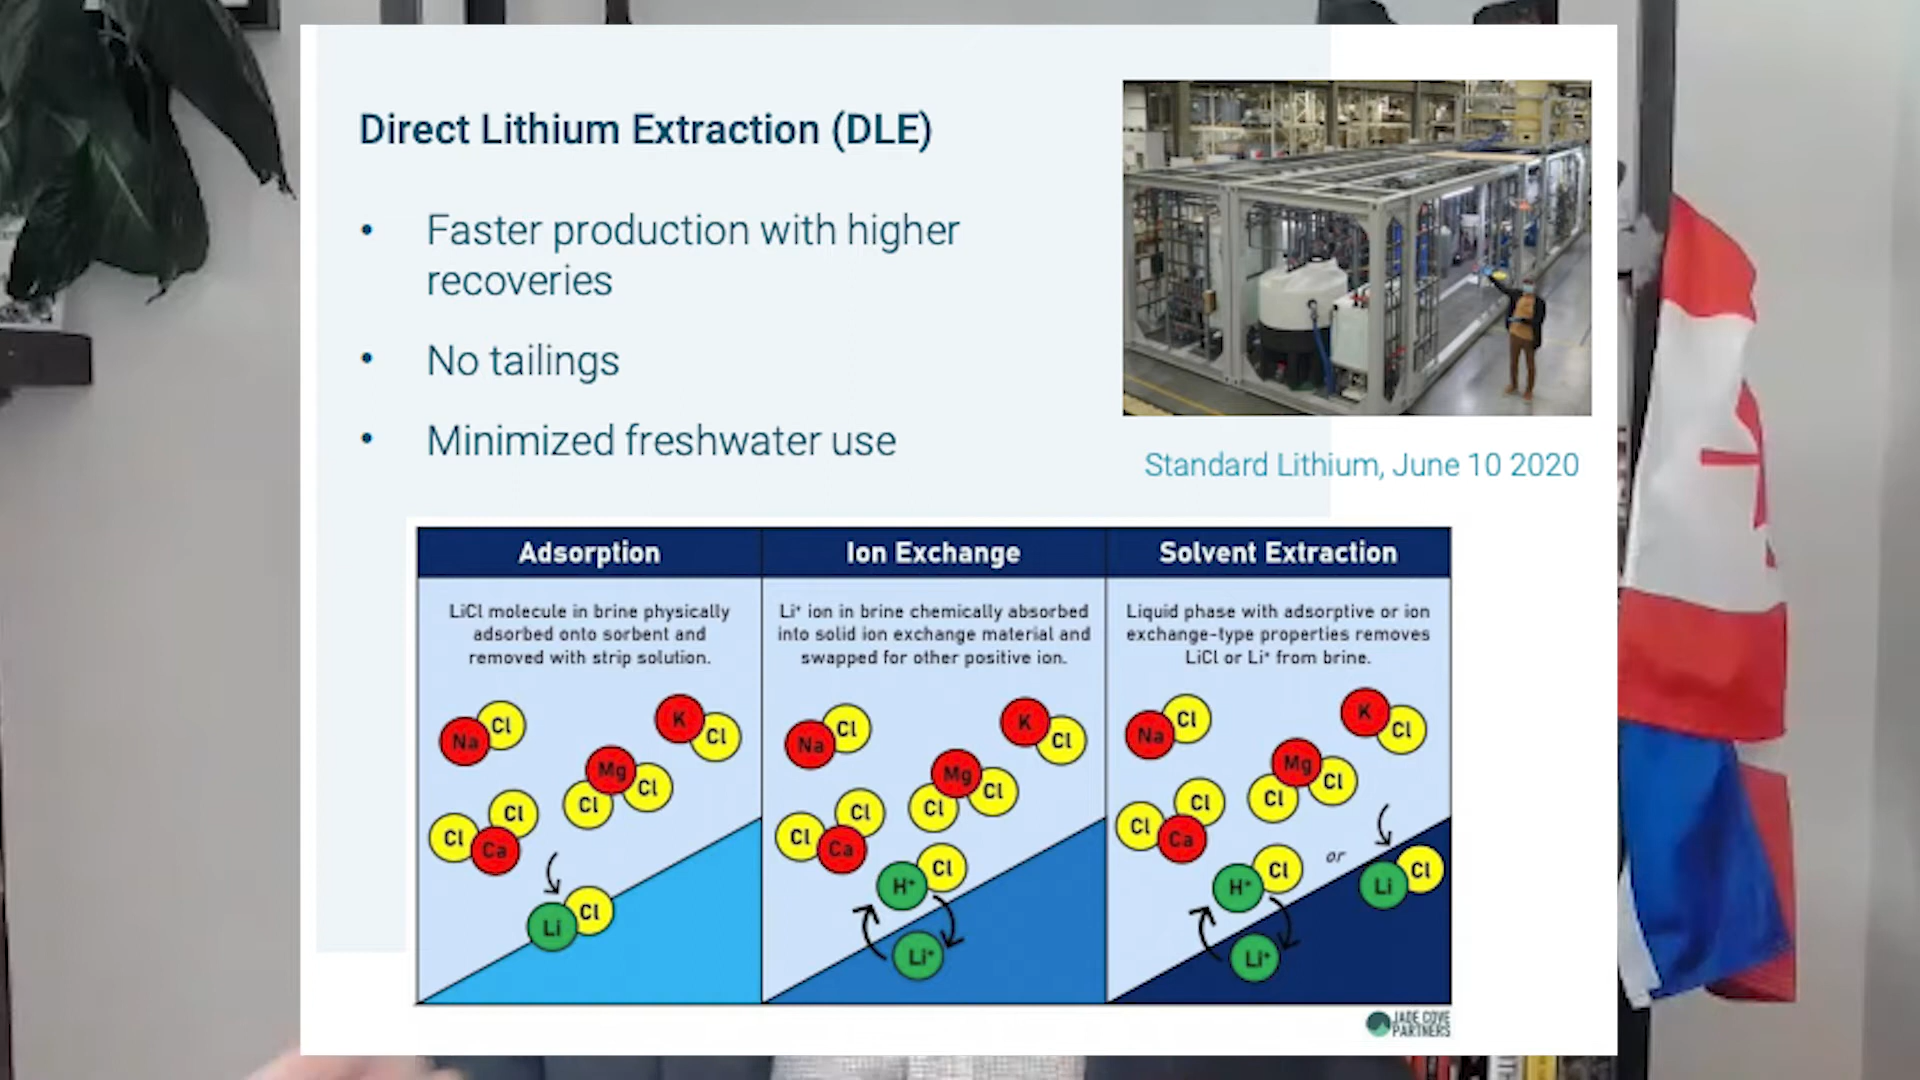 Direct Lithium Extraction (DLE)
• Faster production with higher
recoveries
• No tailings
• Minimized freshwater use
Standard Lithium, June 10 2020
Adsorption
LiCl molecule in brine physically
adsorbed onto sorbent and
removed with strip solution.
Na Cl
K Cl
Mg Cl Cl
Cl Cl Ca
Li Cl
Ion Exchange
Li⁺ ion in brine chemically absorbed
into solid ion exchange material and
swapped for other positive ion.
Na Cl
K Cl
Mg Cl Cl
Cl Cl Ca
H⁺ Cl
Li⁺
Solvent Extraction
Liquid phase with adsorptive or ion
exchange-type properties removes
LiCl or Li⁺ from brine.
Na Cl
K Cl
Mg Cl Cl
Cl Cl Ca
H⁺ Cl
or
Li Cl
Li⁺
JADE COVE
PARTNERS